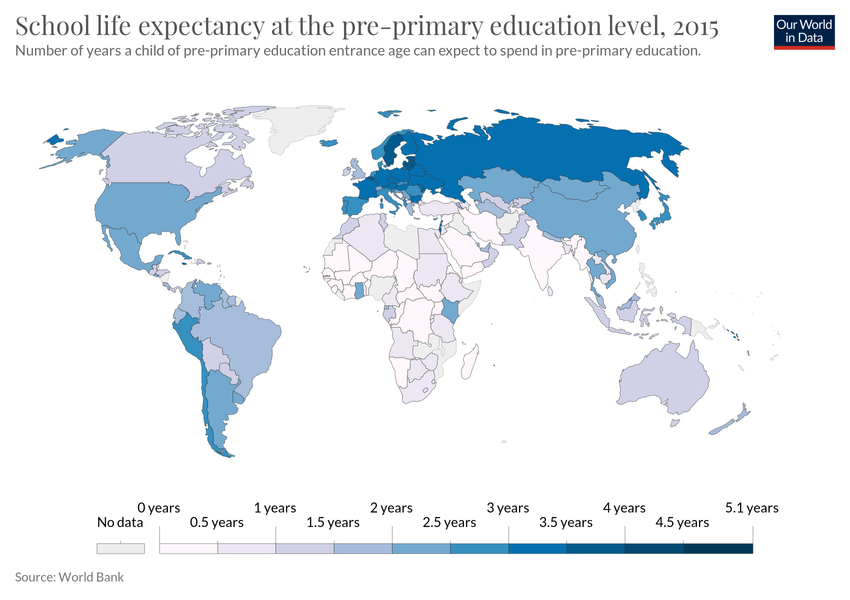 School life expectancy at the pre-primary education level, 2015
Our World
in Data
Number of years a child of pre-primary education entrance age can expect to spend in pre-primary education.
0 years 1 years 2 years 3 years 4 years 5.1 years
No data 0.5 years 1.5 years 2.5 years 3.5 years 4.5 years
Source: World Bank